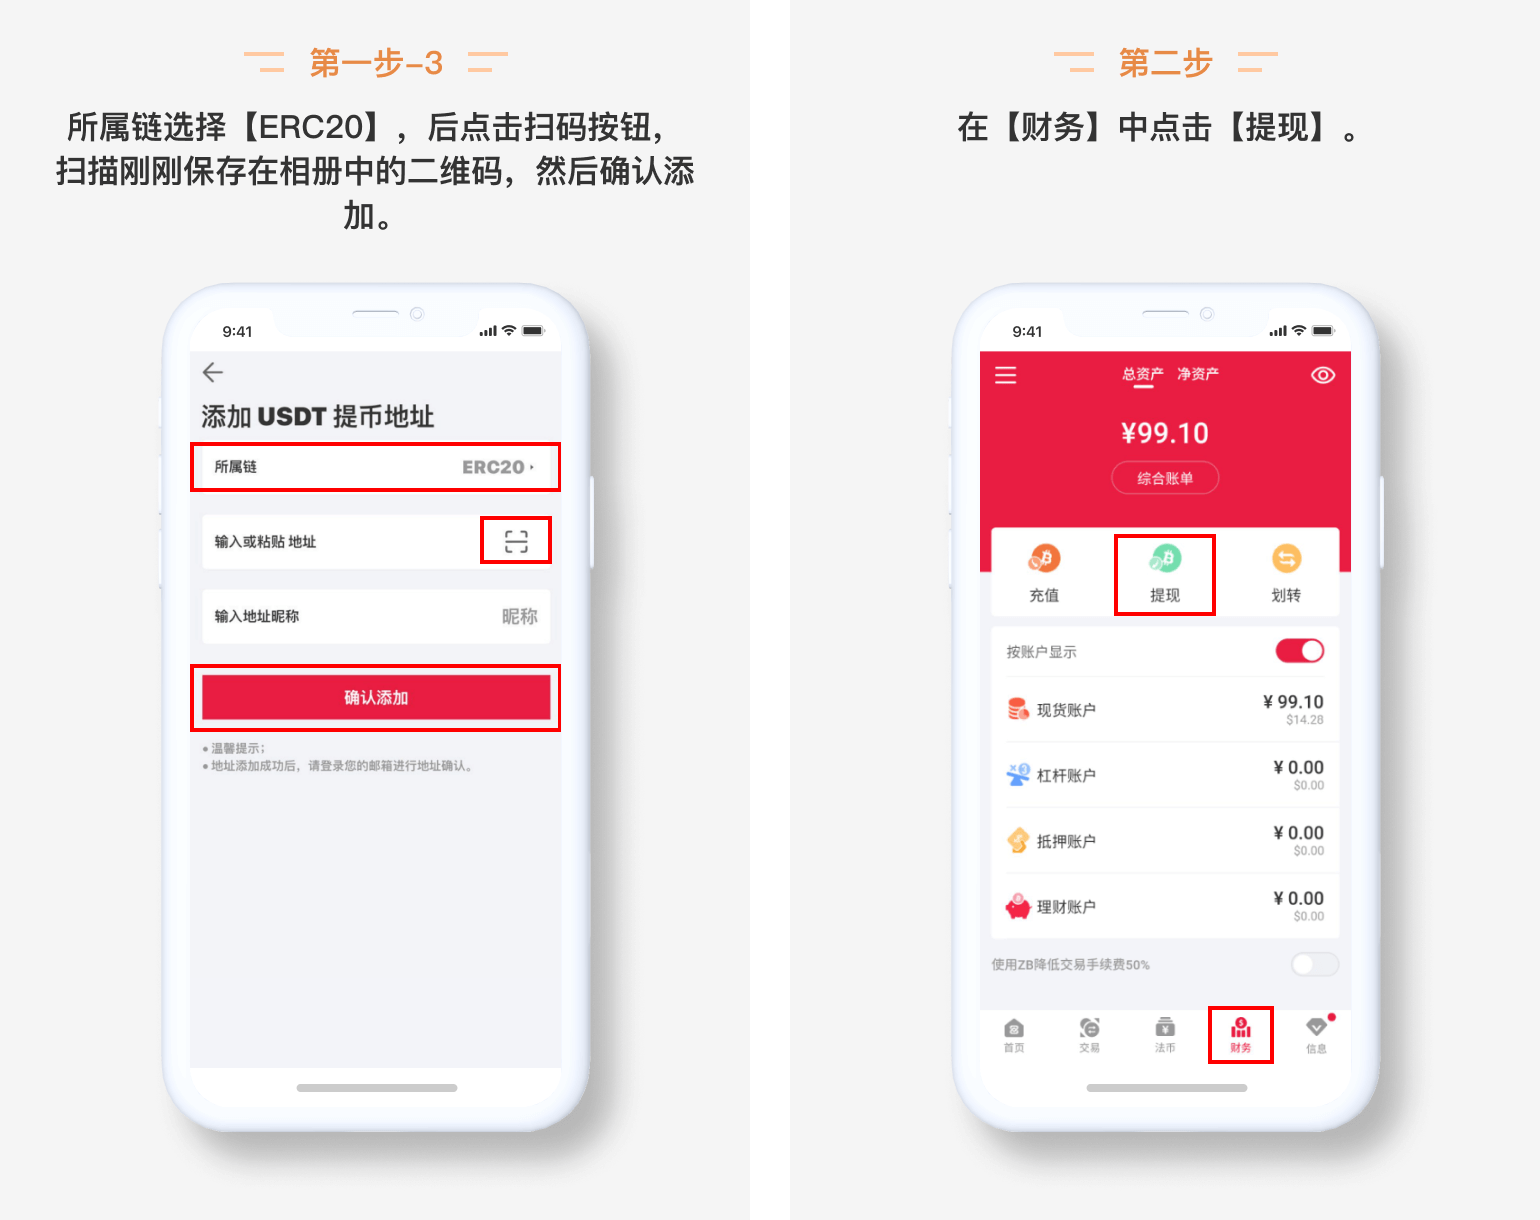 第一步-3
所属链选择【ERC20】，后点击扫码按钮，
扫描刚刚保存在相册中的二维码，然后确认添
加。
9:41
添加 USDT 提币地址
所属链 ERC20
输入或粘贴 地址
输入地址昵称 昵称
确认添加
● 温馨提示；
● 地址添加成功后，请登录您的邮箱进行地址确认。
第二步
在【财务】中点击【提现】。
9:41
总资产 净资产
¥99.10
综合账单
充值 提现 划转
按账户显示
现货账户 ¥ 99.10
$14.28
杠杆账户 ¥ 0.00
$0.00
抵押账户 ¥ 0.00
$0.00
理财账户 ¥ 0.00
$0.00
使用ZB降低交易手续费50%
首页 交易 法币 财务 信息